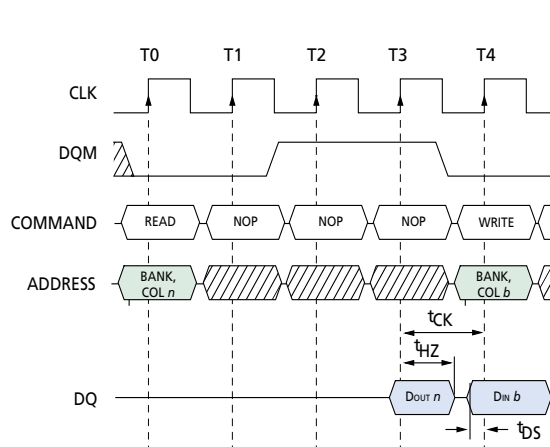 T0 T1 T2 T3 T4
CLK
DQM
COMMAND READ NOP NOP NOP WRITE
ADDRESS BANK, COL n BANK, COL b
tCK
tHZ
DQ DOUT n DIN b
tDS